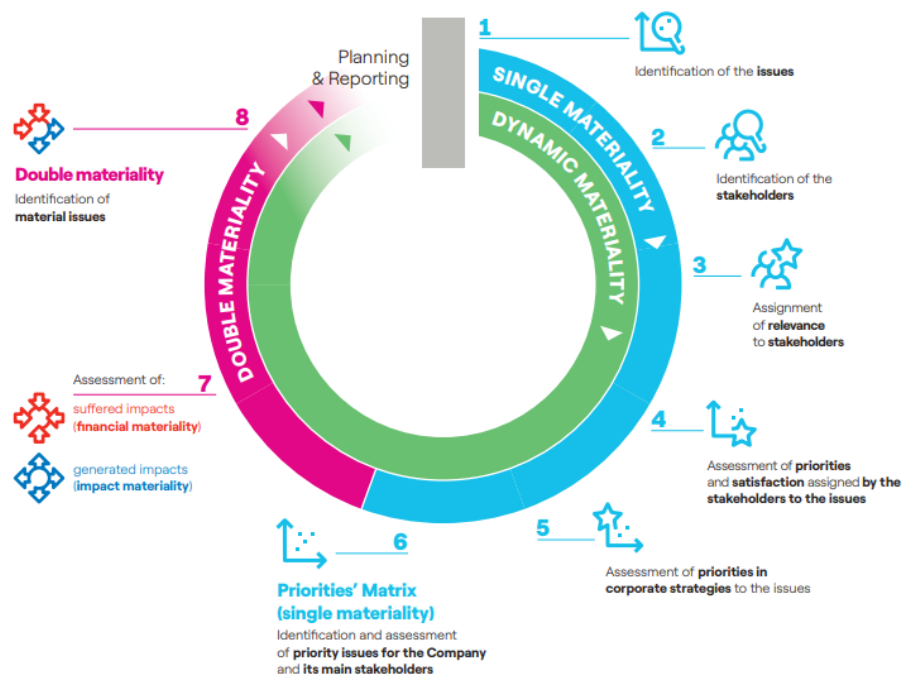 Planning
& Reporting
SINGLE MATERIALITY
DYNAMIC MATERIALITY
DOUBLE MATERIALITY
1
Identification of the issues
2
Identification of the
stakeholders
3
Assignment
of relevance
to stakeholders
4
Assessment of priorities
and satisfaction assigned by the
stakeholders to the issues
5
Assessment of priorities in
corporate strategies to the issues
6
Priorities’ Matrix
(single materiality)
Identification and assessment
of priority issues for the Company
and its main stakeholders
7
Assessment of:
suffered impacts
(financial materiality)
generated impacts
(impact materiality)
8
Double materiality
Identification of
material issues